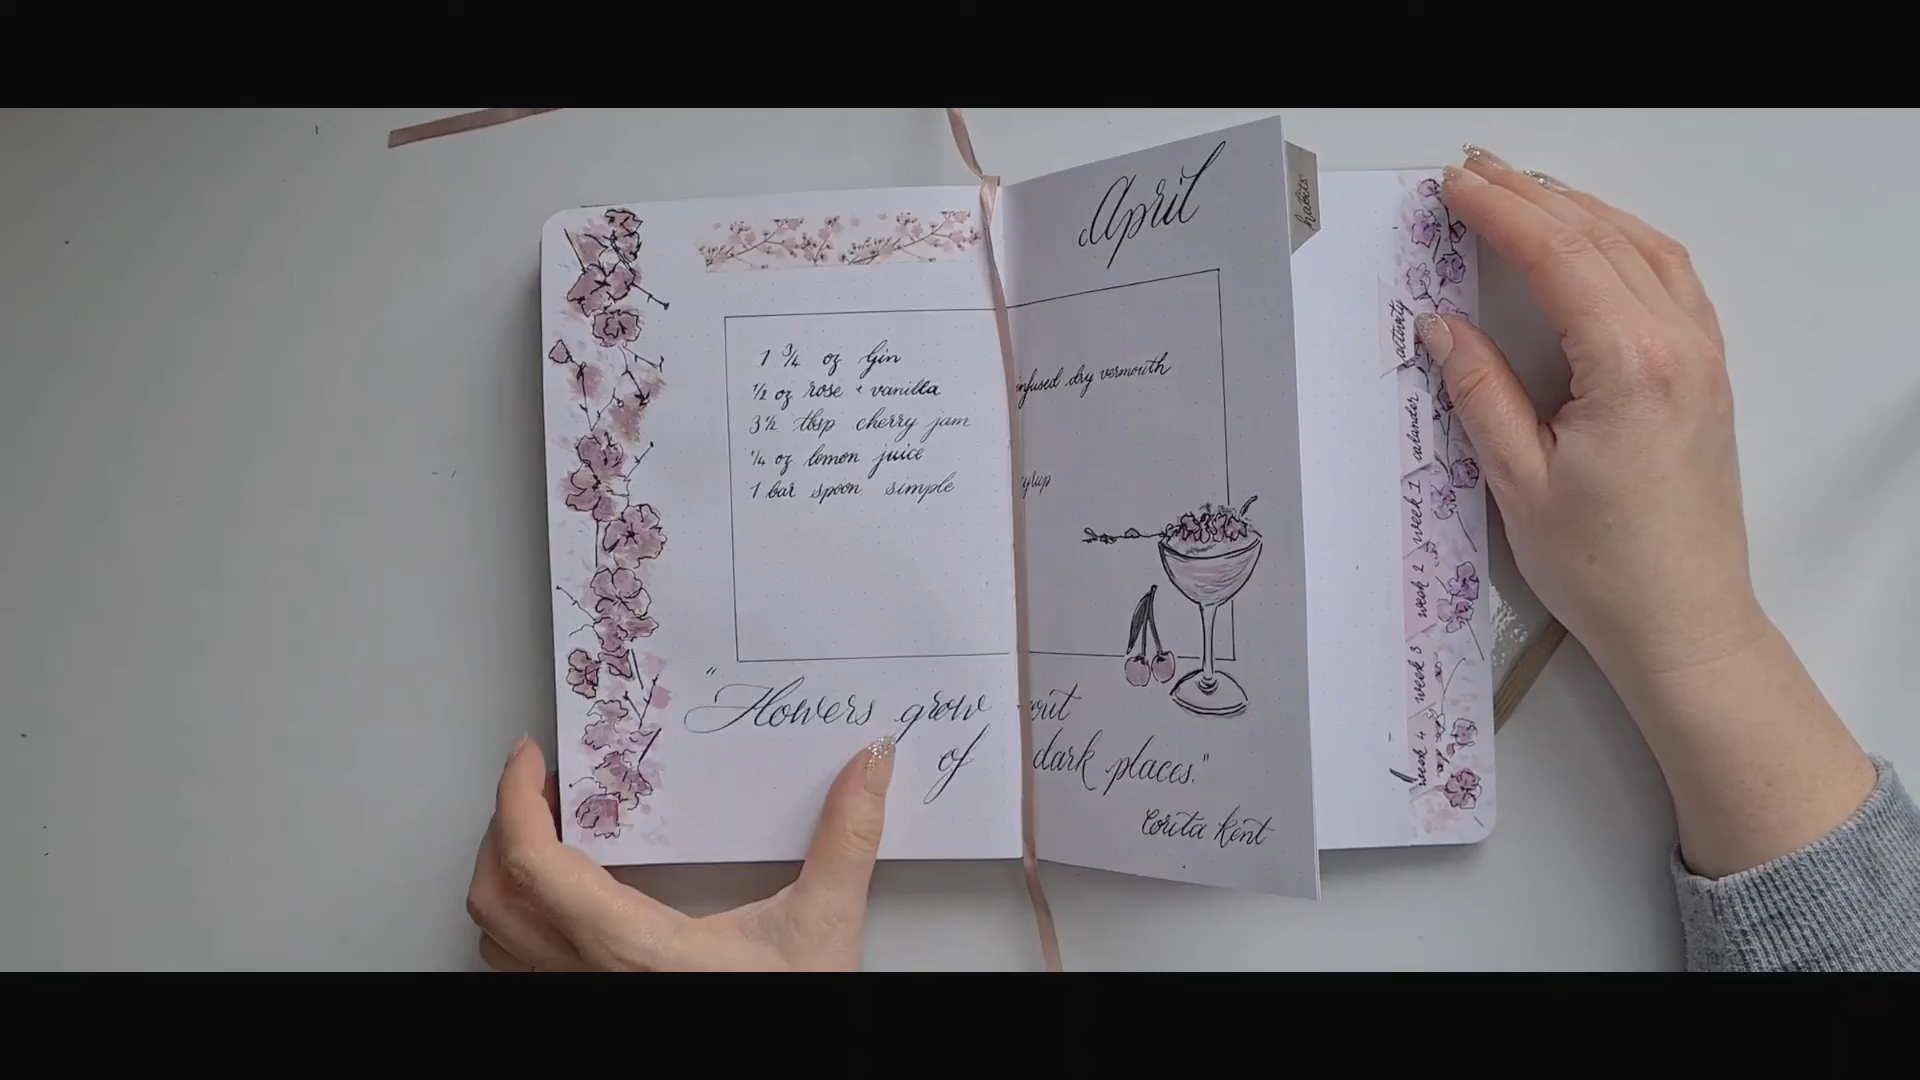 April
1 3/4 oz Gin
1/2 oz rose + vanilla infused dry vermouth
3 1/2 tbsp cherry jam
1/4 oz lemon juice
1 bar spoon simple syrup
"Flowers grow out
of dark places."
Corita Kent
habits
activity
calander
week 1
week 2
week 3
week 4